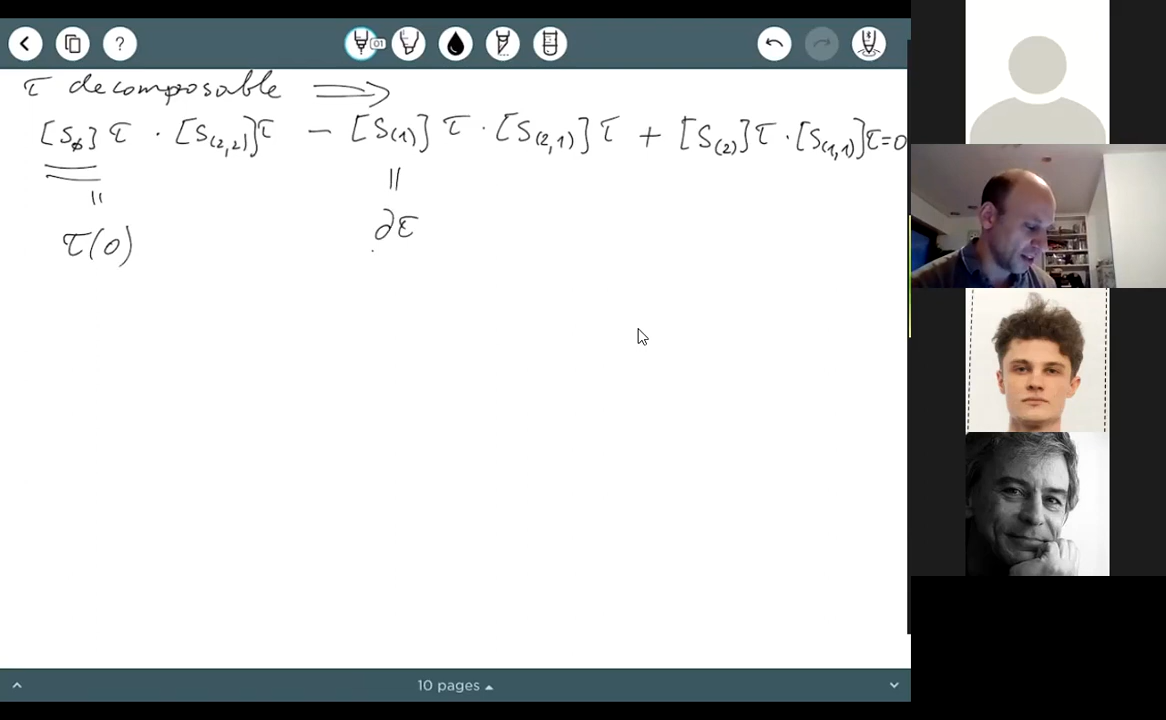 τ decomposable ⟹
[S_∅] τ · [S_(2,2)] τ − [S_(1)] τ · [S_(2,1)] τ + [S_(2)] τ · [S_(1,1)] τ = 0
=
τ(0)
=
∂τ
?
01
10 pages